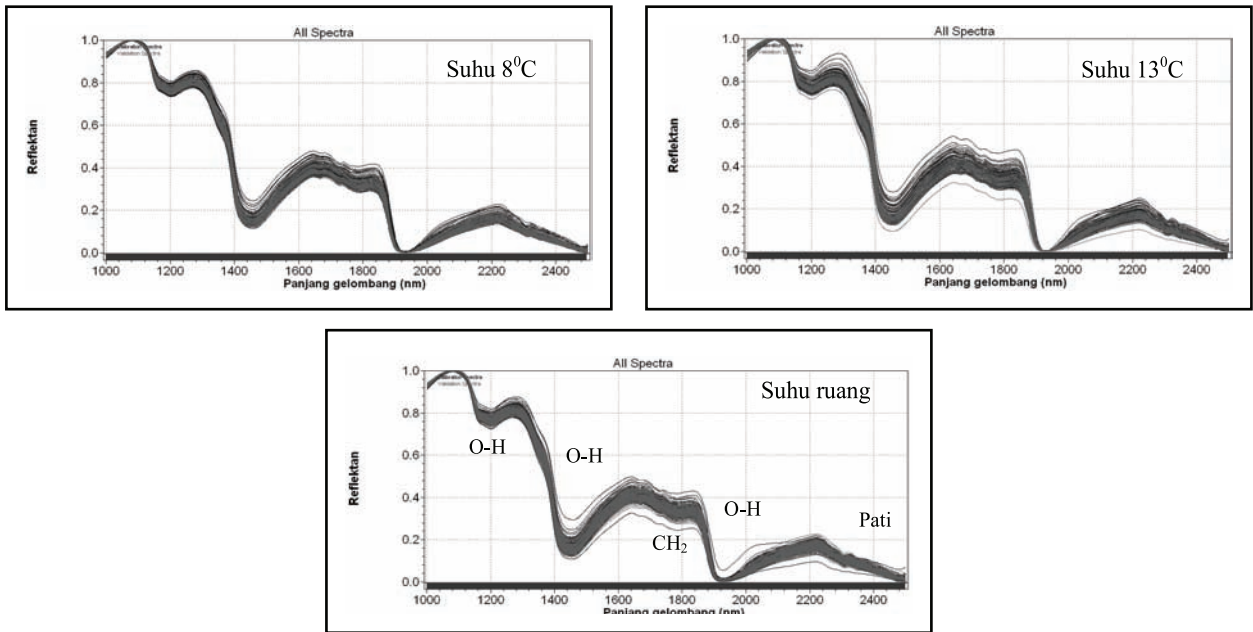 All Spectra
Suhu 8⁰C
Reflektan
1.0
0.8
0.6
0.4
0.2
0.0
1000 1200 1400 1600 1800 2000 2200 2400
Panjang gelombang (nm)
All Spectra
Suhu 13⁰C
Reflektan
1.0
0.8
0.6
0.4
0.2
0.0
1000 1200 1400 1600 1800 2000 2200 2400
Panjang gelombang (nm)
All Spectra
Suhu ruang
Reflektan
1.0
0.8
0.6
0.4
0.2
0.0
O-H
O-H
O-H
CH₂
Pati
1000 1200 1400 1600 1800 2000 2200 2400
Panjang gelombang (nm)